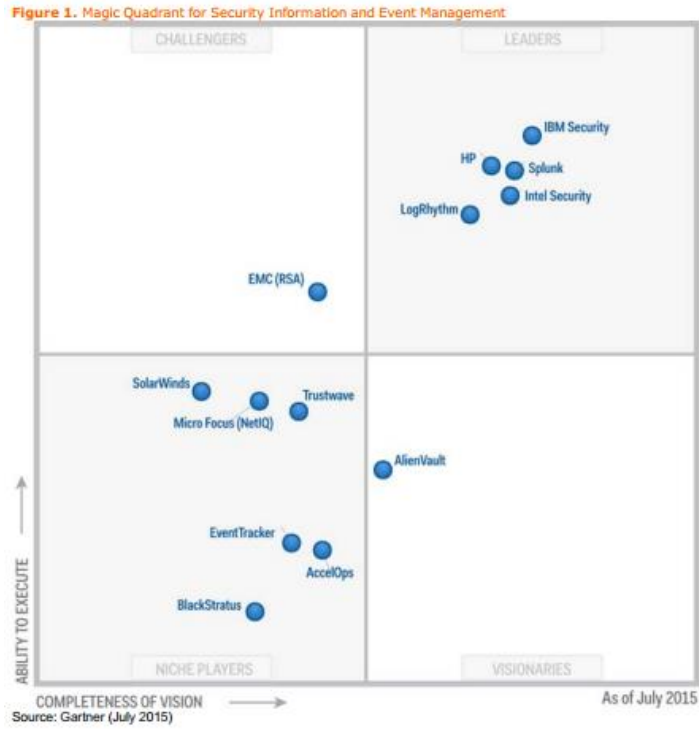 Figure 1. Magic Quadrant for Security Information and Event Management
CHALLENGERS
LEADERS
IBM Security
HP
Splunk
Intel Security
LogRhythm
EMC (RSA)
SolarWinds
Trustwave
Micro Focus (NetIQ)
AlienVault
EventTracker
AccelOps
BlackStratus
NICHE PLAYERS
VISIONARIES
ABILITY TO EXECUTE
COMPLETENESS OF VISION
As of July 2015
Source: Gartner (July 2015)